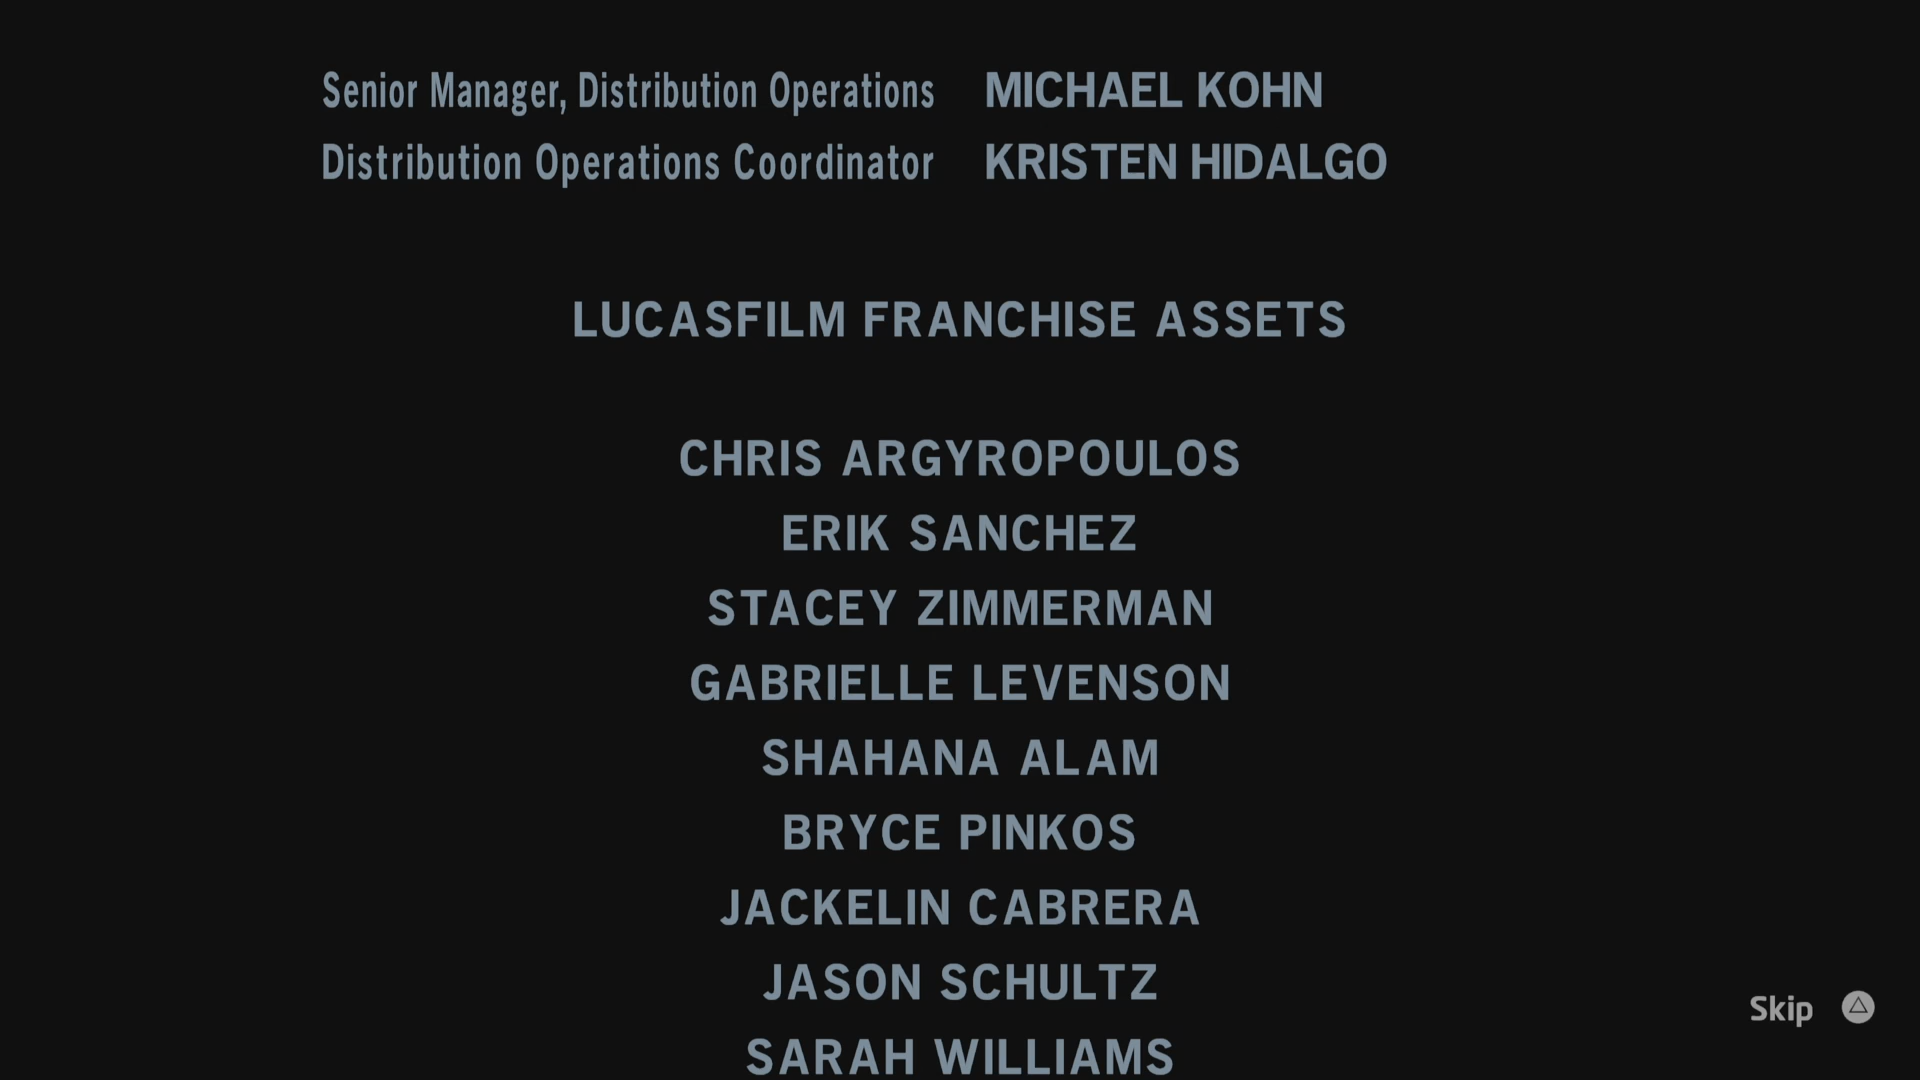 Senior Manager, Distribution Operations MICHAEL KOHN
Distribution Operations Coordinator KRISTEN HIDALGO
LUCASFILM FRANCHISE ASSETS
CHRIS ARGYROPOULOS
ERIK SANCHEZ
STACEY ZIMMERMAN
GABRIELLE LEVENSON
SHAHANA ALAM
BRYCE PINKOS
JACKELIN CABRERA
JASON SCHULTZ
SARAH WILLIAMS
Skip